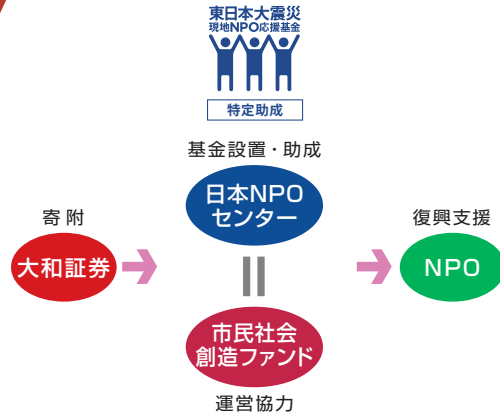 東日本大震災
現地NPO応援基金
特定助成
基金設置・助成
日本NPO
センター
寄附
大和証券
復興支援
NPO
市民社会
創造ファンド
運営協力